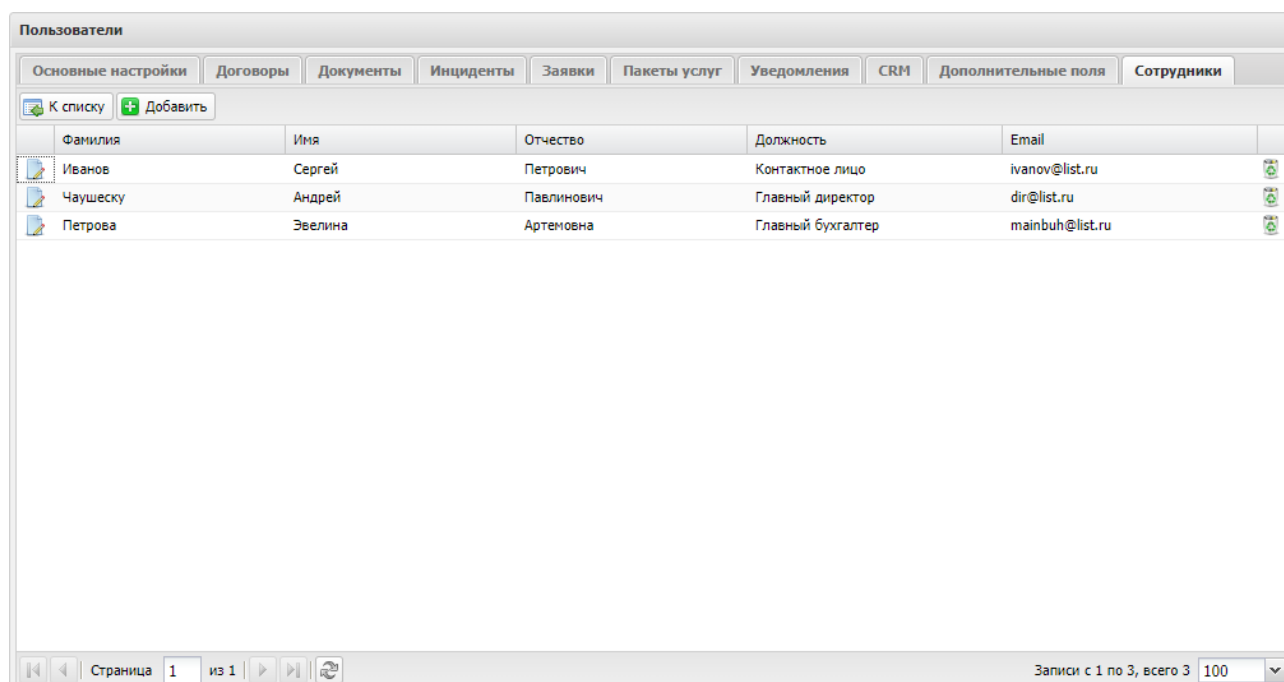 Пользователи
Основные настройки Договоры Документы Инциденты Заявки Пакеты услуг Уведомления CRM Дополнительные поля Сотрудники
К списку Добавить
Фамилия Имя Отчество Должность Email
Иванов Сергей Петрович Контактное лицо ivanov@list.ru
Чаушеску Андрей Павлинович Главный директор dir@list.ru
Петрова Эвелина Артемовна Главный бухгалтер mainbuh@list.ru
Страница 1 из 1 Записи с 1 по 3, всего 3 100